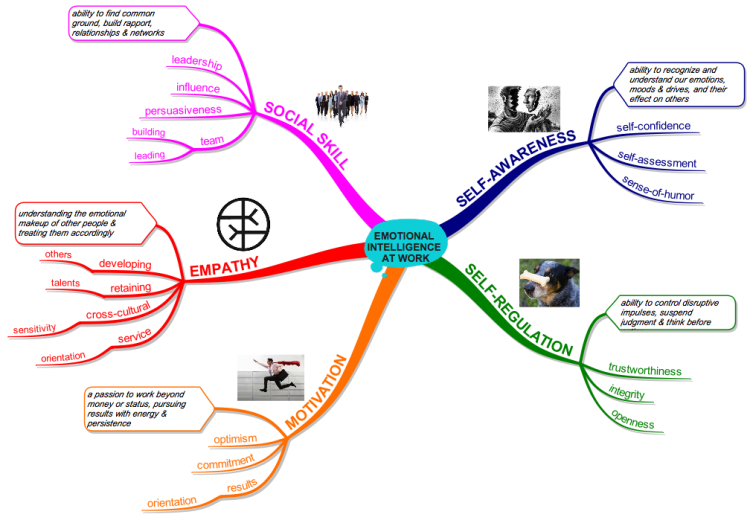 EMOTIONAL
INTELLIGENCE
AT WORK
SELF-AWARENESS
ability to recognize and
understand our emotions,
moods & drives, and their
effect on others
self-confidence
self-assessment
sense-of-humor
SELF-REGULATION
ability to control disruptive
impulses, suspend
judgment & think before
trustworthiness
integrity
openness
MOTIVATION
a passion to work beyond
money or status, pursuing
results with energy &
persistence
optimism
commitment
results
orientation
EMPATHY
understanding the emotional
makeup of other people &
treating them accordingly
developing
others
retaining
talents
cross-cultural
sensitivity
service
orientation
SOCIAL SKILL
ability to find common
ground, build rapport,
relationships & networks
leadership
influence
persuasiveness
team
building
leading